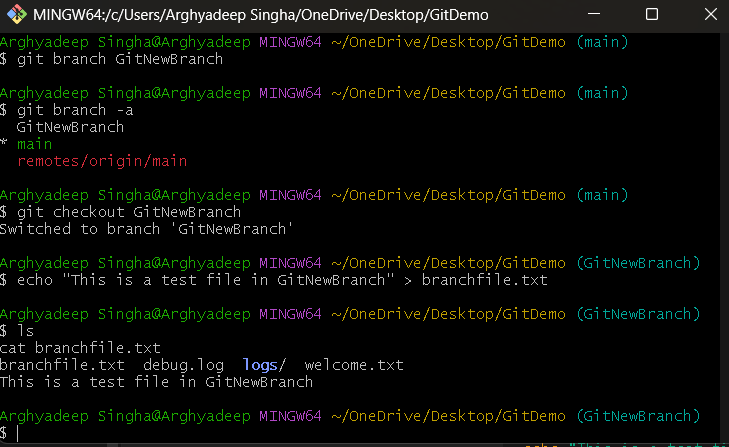 MINGW64:/c/Users/Arghyadeep Singha/OneDrive/Desktop/GitDemo
Arghyadeep Singha@Arghyadeep MINGW64 ~/OneDrive/Desktop/GitDemo (main)
$ git branch GitNewBranch
Arghyadeep Singha@Arghyadeep MINGW64 ~/OneDrive/Desktop/GitDemo (main)
$ git branch -a
  GitNewBranch
* main
  remotes/origin/main
Arghyadeep Singha@Arghyadeep MINGW64 ~/OneDrive/Desktop/GitDemo (main)
$ git checkout GitNewBranch
Switched to branch 'GitNewBranch'
Arghyadeep Singha@Arghyadeep MINGW64 ~/OneDrive/Desktop/GitDemo (GitNewBranch)
$ echo "This is a test file in GitNewBranch" > branchfile.txt
Arghyadeep Singha@Arghyadeep MINGW64 ~/OneDrive/Desktop/GitDemo (GitNewBranch)
$ ls
cat branchfile.txt
branchfile.txt  debug.log  logs/  welcome.txt
This is a test file in GitNewBranch
Arghyadeep Singha@Arghyadeep MINGW64 ~/OneDrive/Desktop/GitDemo (GitNewBranch)
$